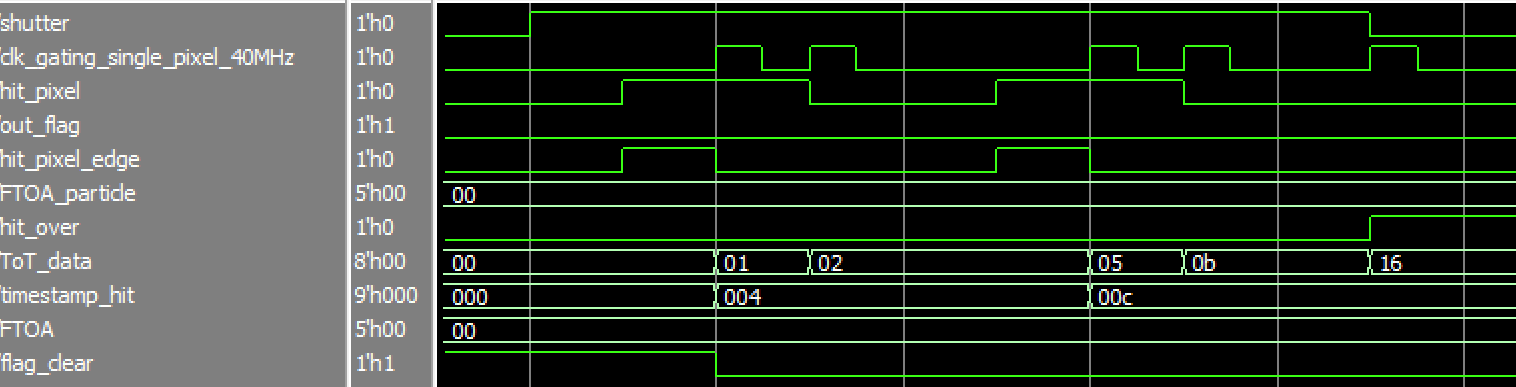 /shutter 1'h0
/clk_gating_single_pixel_40MHz 1'h0
/hit_pixel 1'h0
/out_flag 1'h1
/hit_pixel_edge 1'h0
/FTOA_particle 5'h00 00
/hit_over 1'h0
/ToT_data 8'h00 00 01 02 05 0b 16
/timestamp_hit 9'h000 000 004 00c
/FTOA 5'h00 00
/flag_clear 1'h1